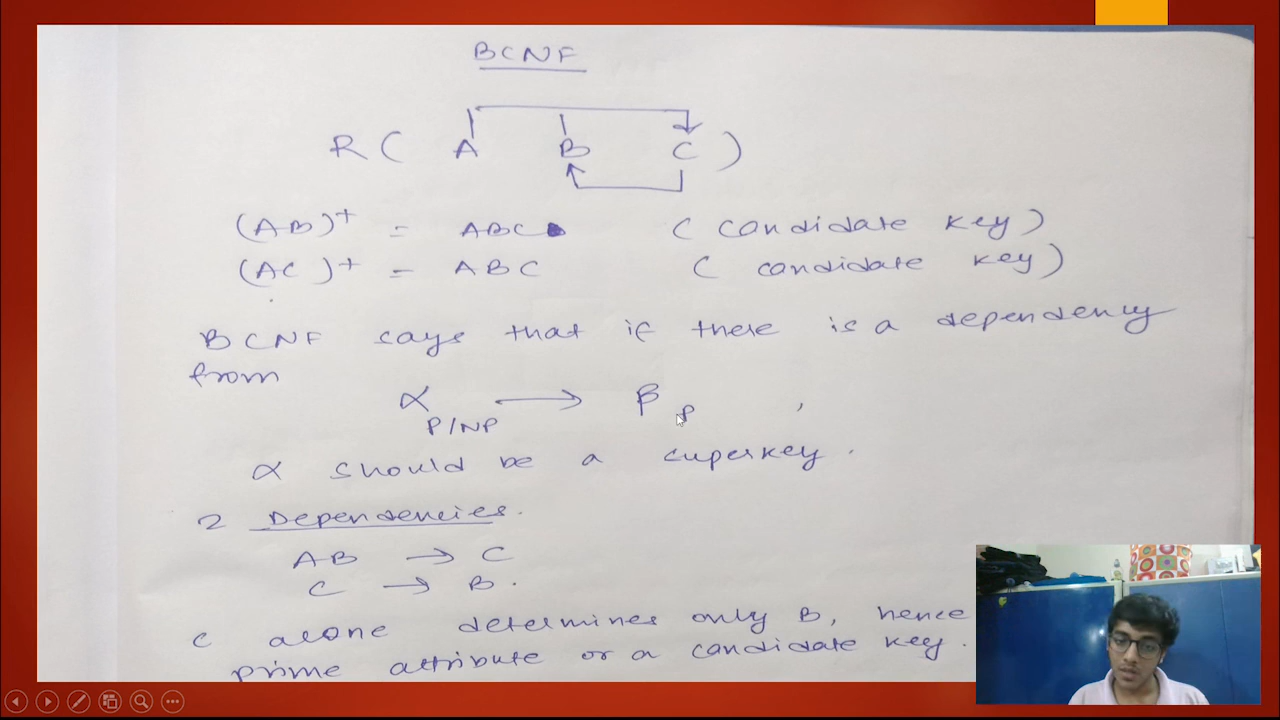 BCNF
R ( A B C )
(AB)+ = ABC ( candidate key )
(AC)+ = ABC ( candidate key )
BCNF says that if there is a dependency
from
α → β
P/NP P ,
α should be a superkey.
2 Dependencies.
AB → C
C → B.
C alone determines only B, hence
prime attribute or a candidate key.